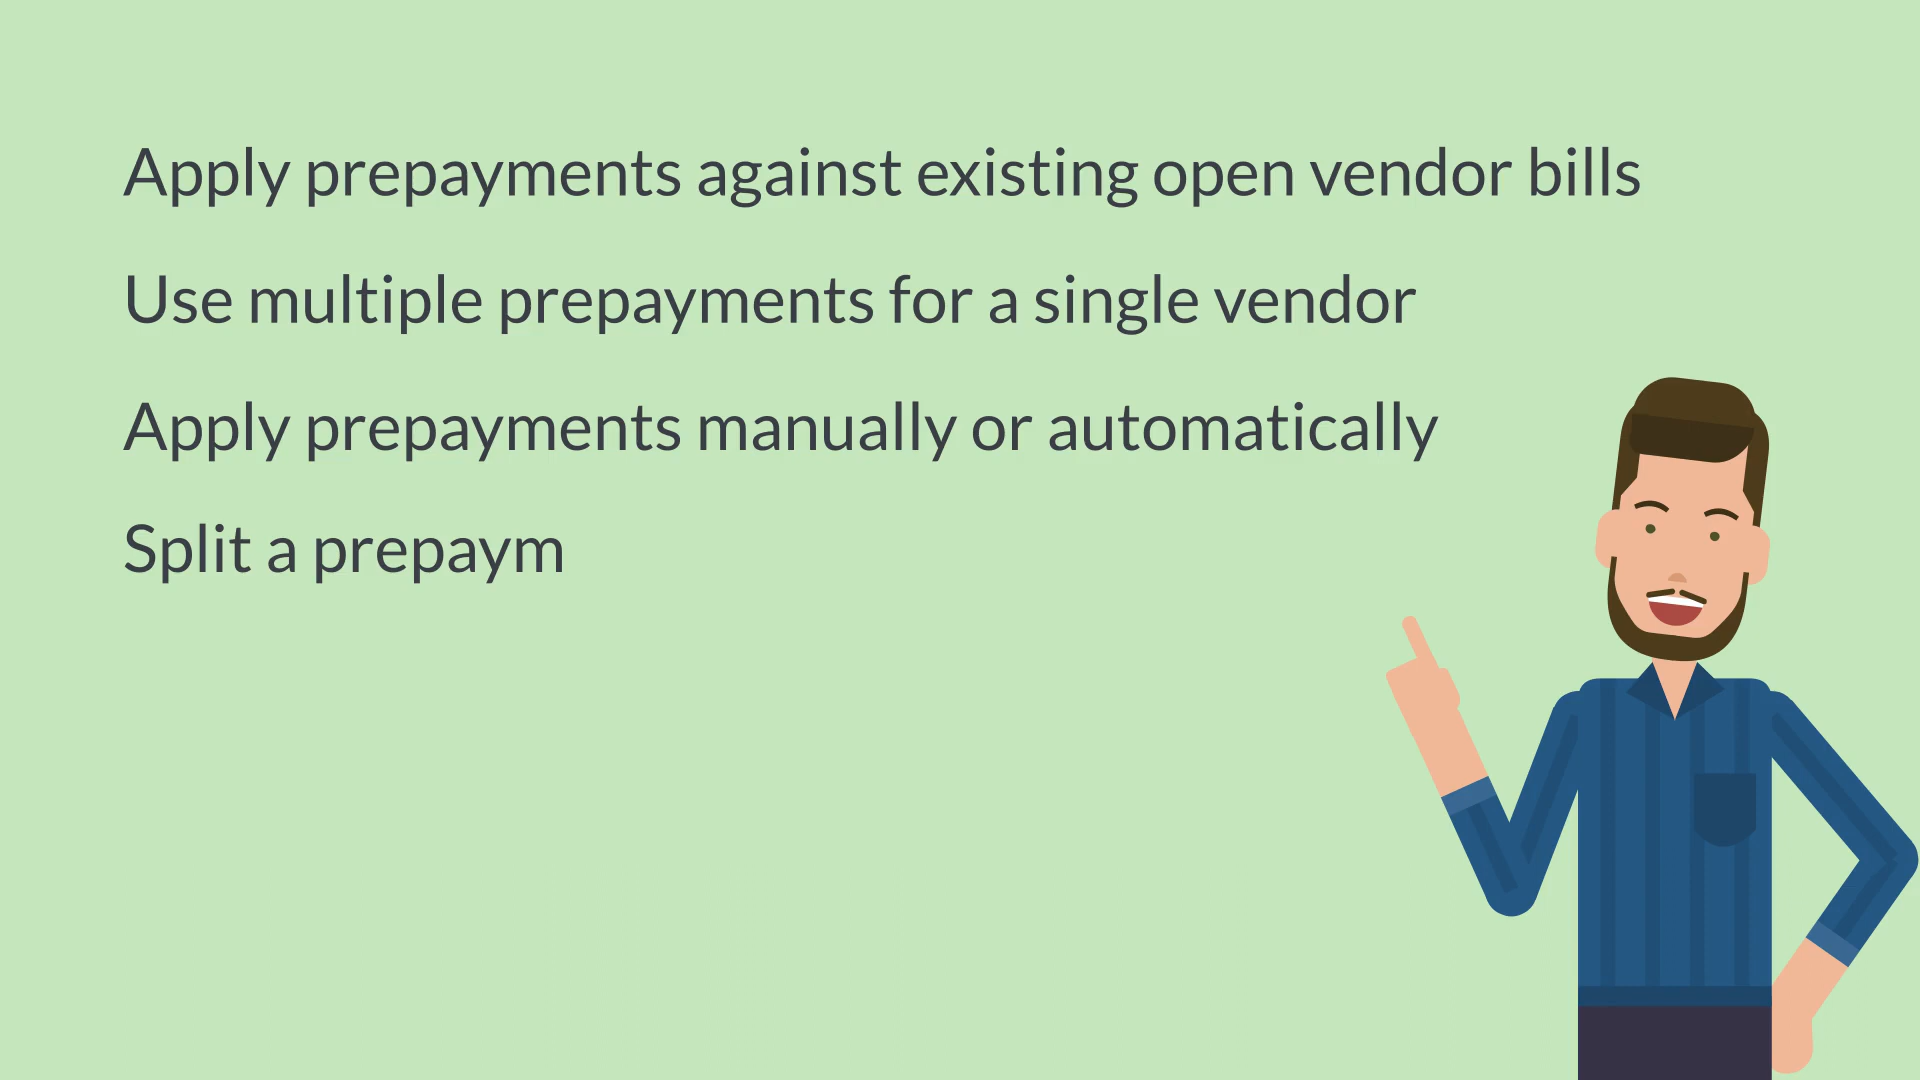 Apply prepayments against existing open vendor bills
Use multiple prepayments for a single vendor
Apply prepayments manually or automatically
Split a prepaym